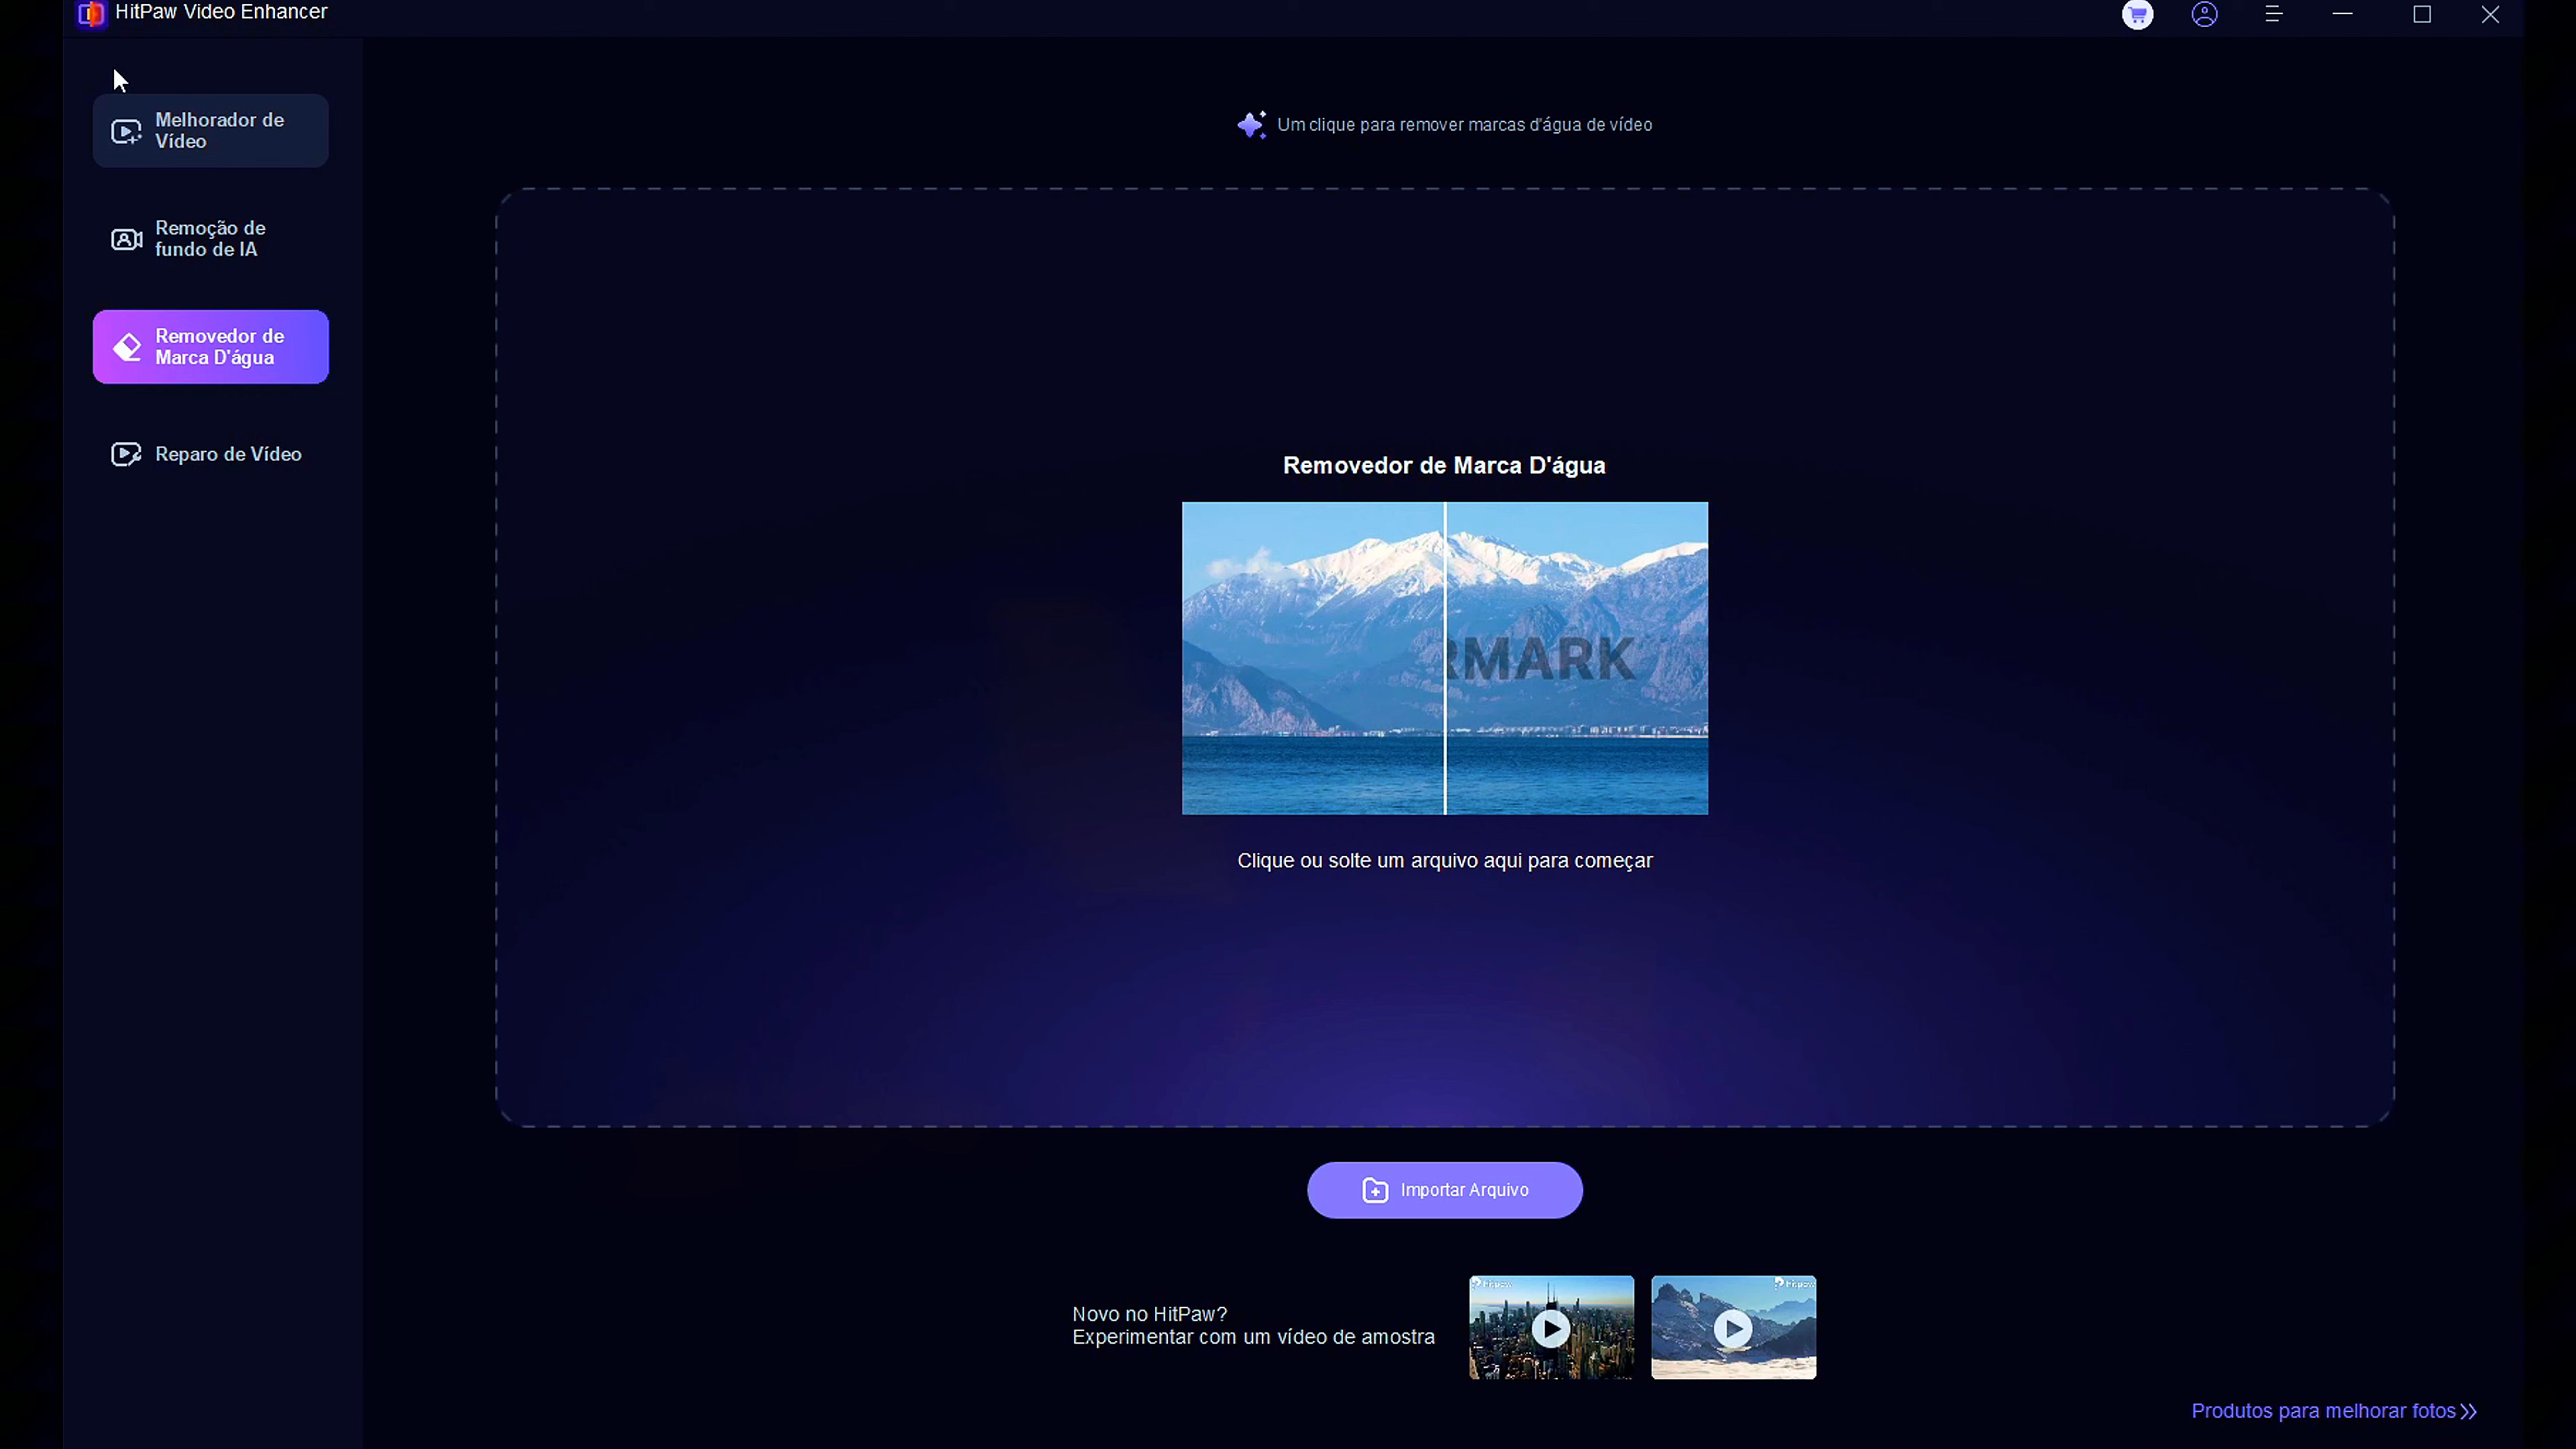 HitPaw Video Enhancer
Melhorador de
Vídeo
Remoção de
fundo de IA
Removedor de
Marca D'água
Reparo de Vídeo
Um clique para remover marcas d'água de vídeo
Removedor de Marca D'água
RMARK
Clique ou solte um arquivo aqui para começar
Importar Arquivo
Novo no HitPaw?
Experimentar com um vídeo de amostra
HitPaw
HitPaw
Produtos para melhorar fotos